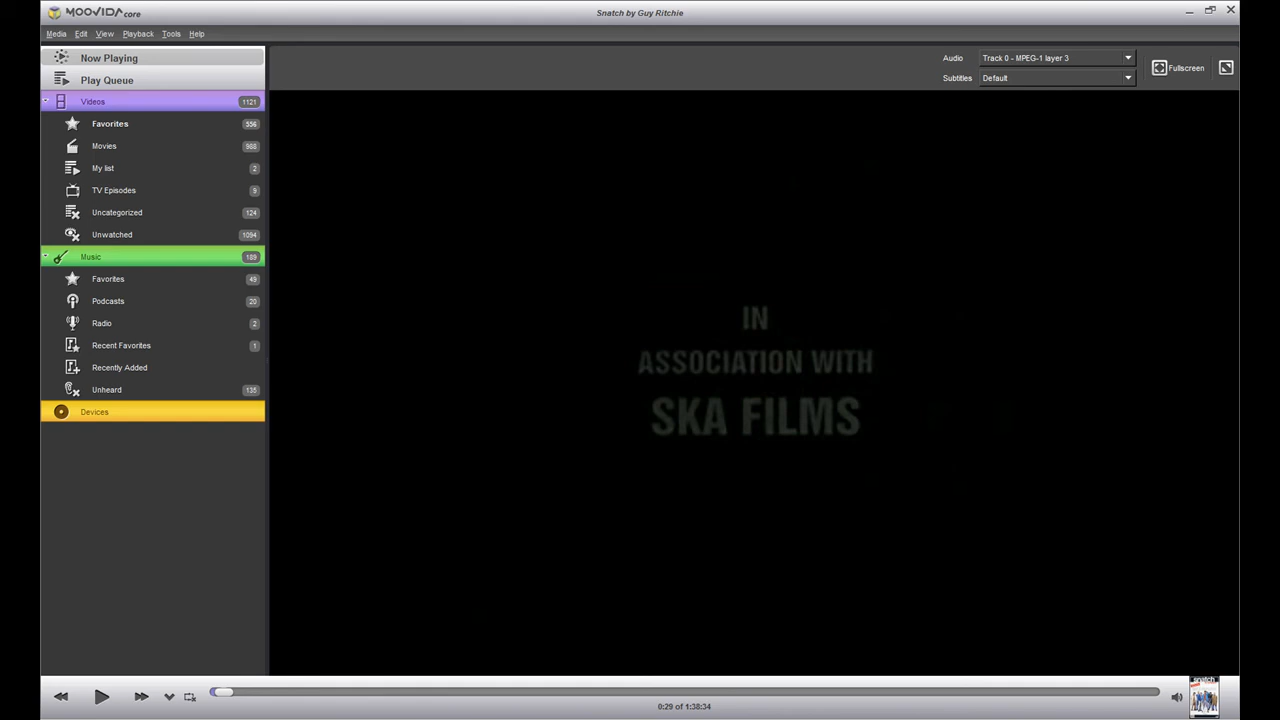 MOOVIDA core
Snatch by Guy Ritchie
Media Edit View Playback Tools Help
Now Playing
Play Queue
Audio Track 0 - MPEG-1 layer 3
Subtitles Default
Fullscreen
Videos 1121
Favorites 556
Movies 988
My list 2
TV Episodes 9
Uncategorized 124
Unwatched 1094
Music 189
Favorites 49
Podcasts 20
Radio 2
Recent Favorites 1
Recently Added
Unheard 135
Devices
IN
ASSOCIATION WITH
SKA FILMS
0:29 of 1:38:34
snatch